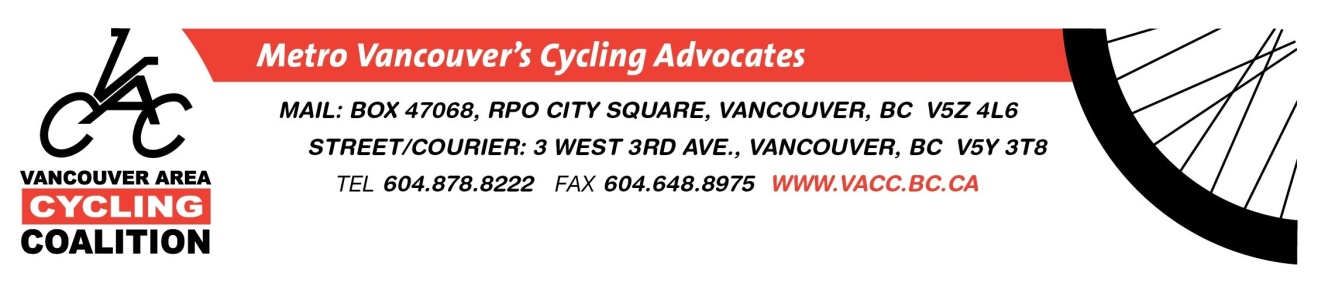 Metro Vancouver's Cycling Advocates
MAIL: BOX 47068, RPO CITY SQUARE, VANCOUVER, BC V5Z 4L6
STREET/COURIER: 3 WEST 3RD AVE., VANCOUVER, BC V5Y 3T8
TEL 604.878.8222 FAX 604.648.8975 WWW.VACC.BC.CA
VACC
VANCOUVER AREA
CYCLING
COALITION